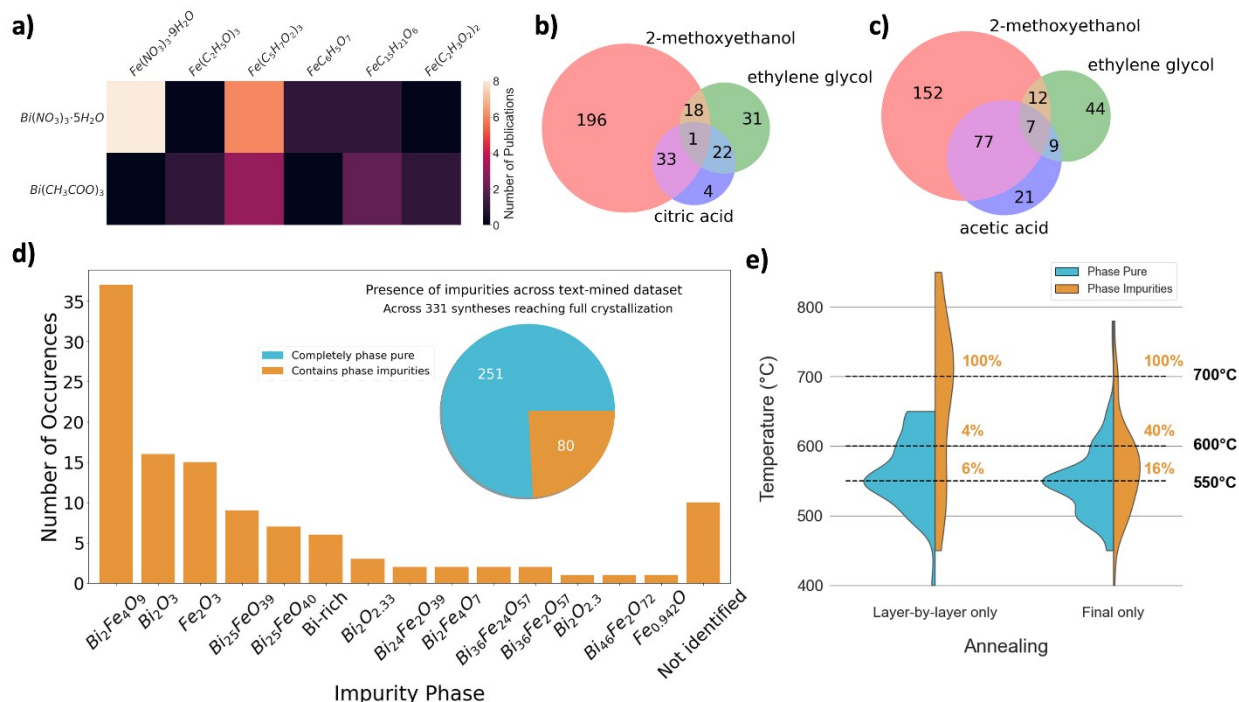 a)
Fe(NO₃)₃·9H₂O
Fe(C₂H₅O)₃
Fe(C₅H₇O₂)₃)
FeC₆H₅O₇
FeC₁₅H₂₁O₆
Fe(C₂H₃O₂)₂
Bi(NO₃)₃·5H₂O
Bi(CH₃COO)₃
8
6
4
2
0
Number of Publications
b)
2-methoxyethanol
ethylene glycol
196
18
31
1
33
22
4
citric acid
c)
2-methoxyethanol
ethylene glycol
152
12
44
7
77
9
21
acetic acid
d)
Presence of impurities across text-mined dataset
Across 331 syntheses reaching full crystallization
Completely phase pure
Contains phase impurities
251
80
Number of Occurences
35
30
25
20
15
10
5
0
Bi₂Fe₄O₉
Bi₂O₃
Fe₂O₃
Bi₂₅FeO₃₉
Bi₂₅FeO₄₀
Bi-rich
Bi₂O₂.₃₃
Bi₂₄Fe₂O₃₉
Bi₂Fe₄O₇
Bi₃₆Fe₂₄O₅₇
Bi₃₆Fe₂O₅₇
Bi₂O₂.₃
Bi₄₆Fe₂O₇₂
Fe₀.₉₄₂O
Not identified
Impurity Phase
e)
Phase Pure
Phase Impurities
Temperature (°C)
800
700
600
500
400
100%
100%
700°C
4%
40%
600°C
6%
16%
550°C
Layer-by-layer only
Final only
Annealing